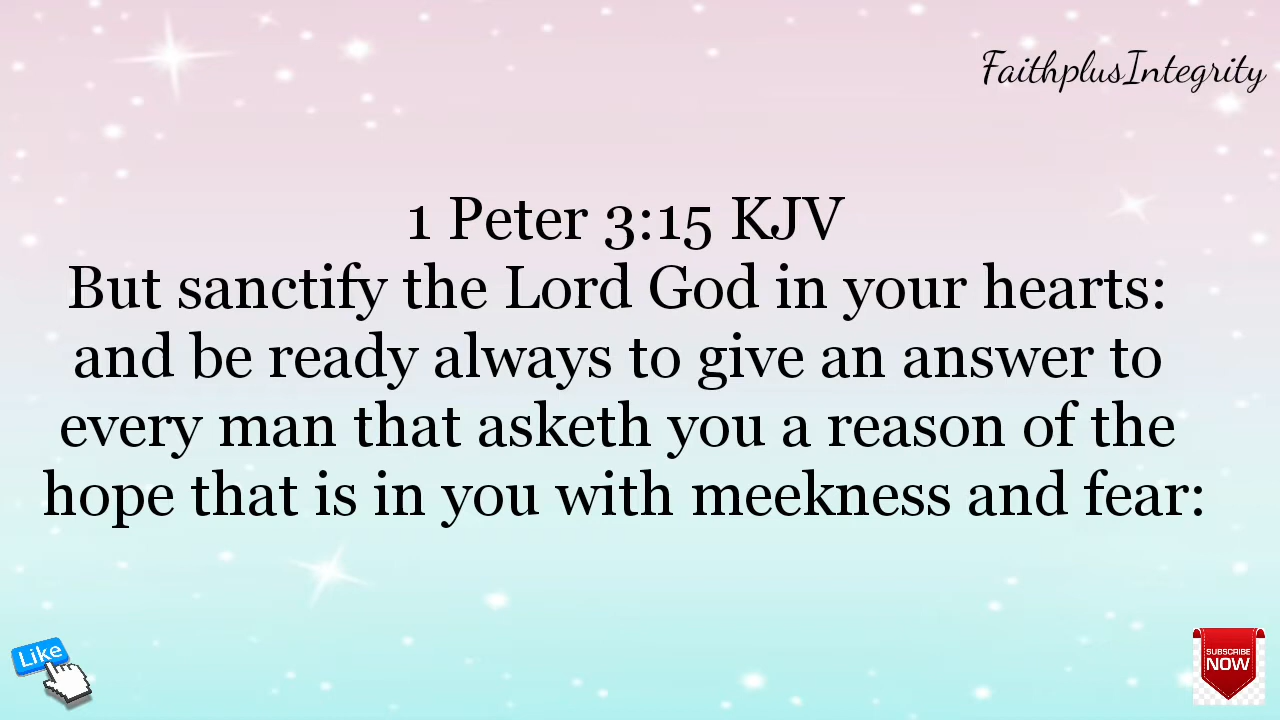 FaithplusIntegrity
1 Peter 3:15 KJV
But sanctify the Lord God in your hearts:
and be ready always to give an answer to
every man that asketh you a reason of the
hope that is in you with meekness and fear:
Like
SUBSCRIBE
NOW